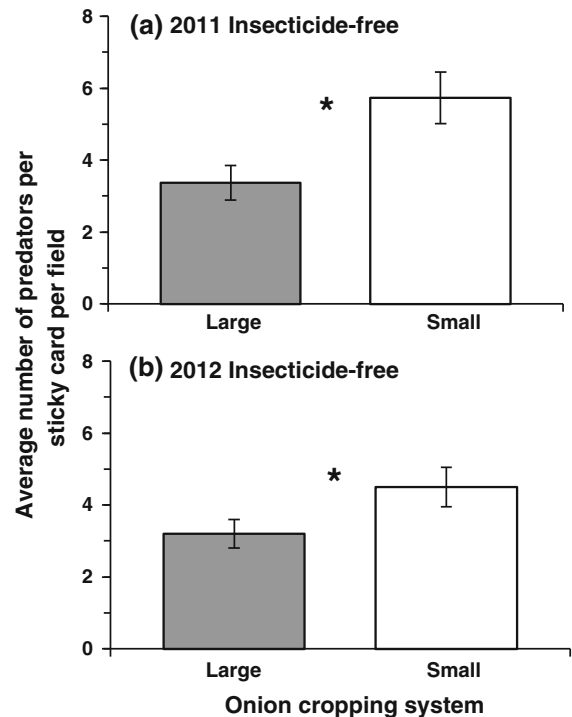 Average number of predators per
sticky card per field
(a) 2011 Insecticide-free
8
6
4
2
0
*
Large
Small
(b) 2012 Insecticide-free
8
6
4
2
0
*
Large
Small
Onion cropping system